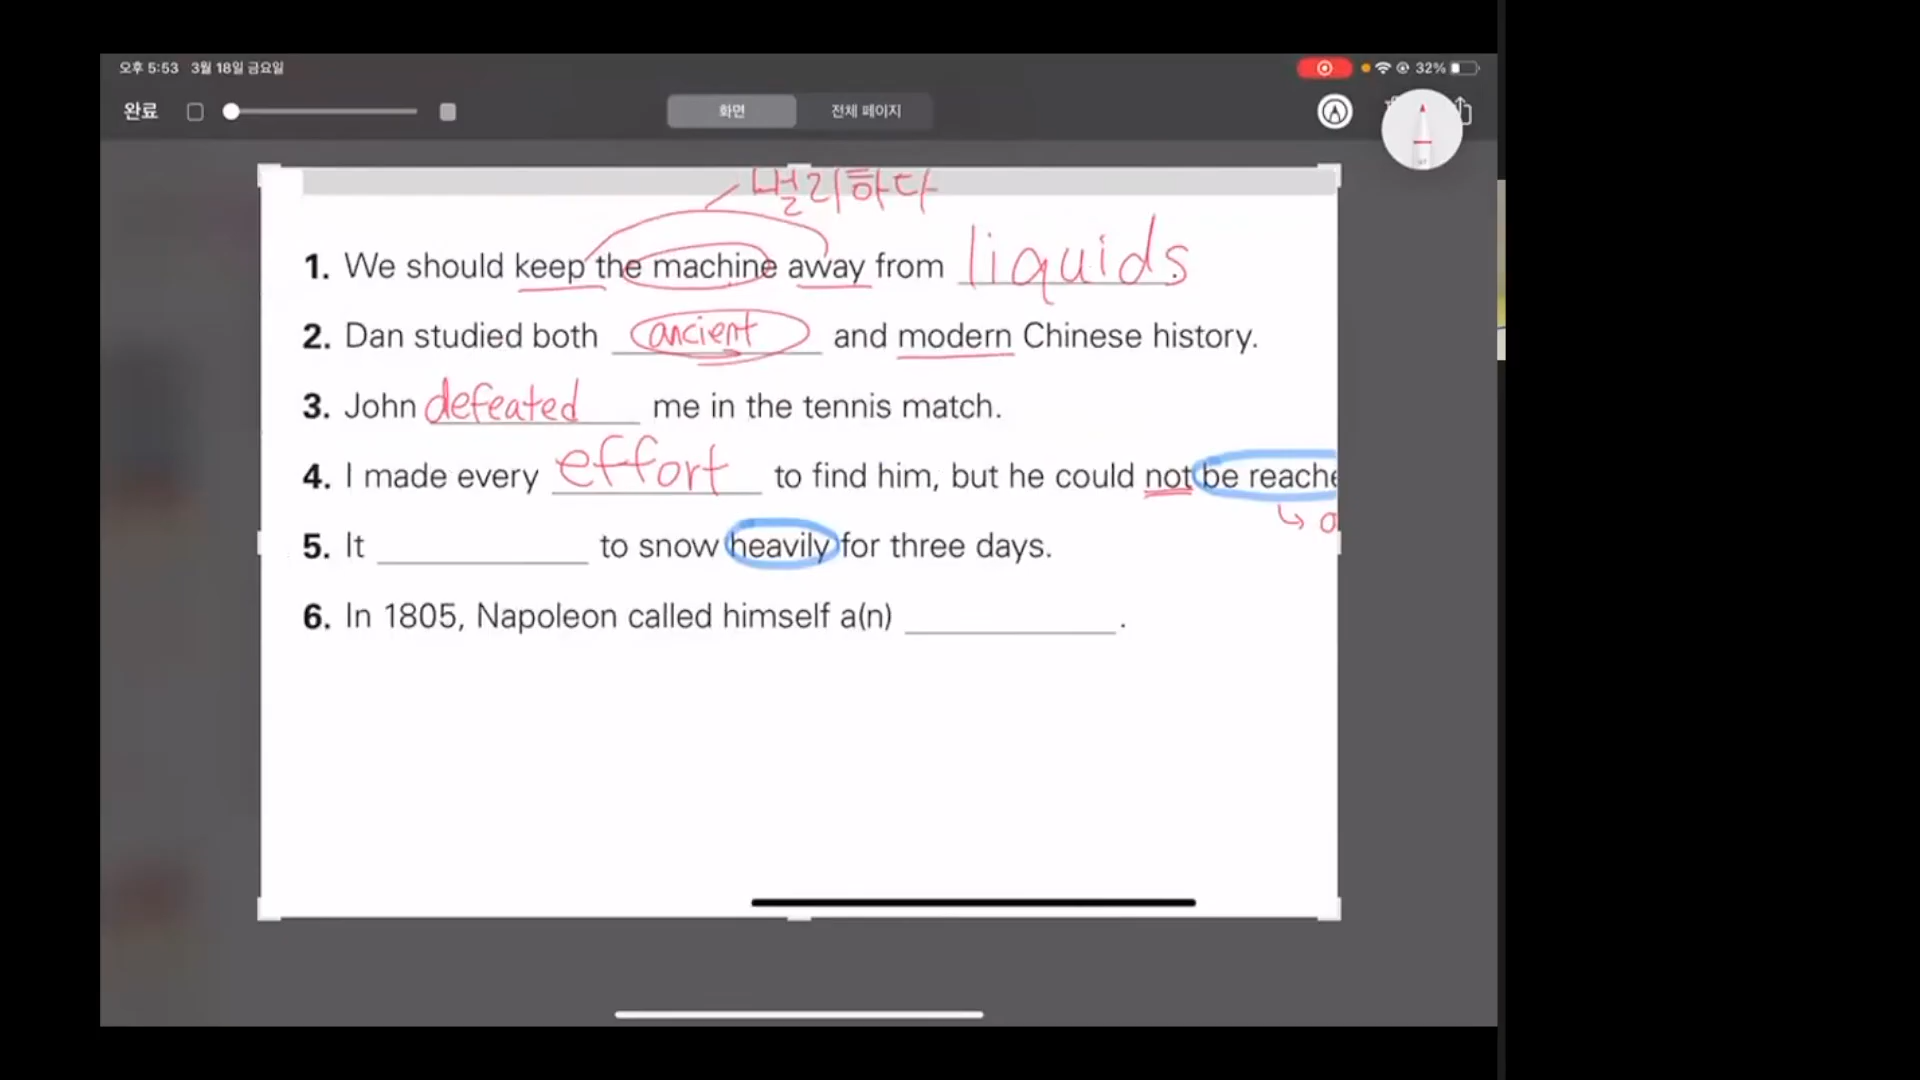 오후 5:53 3월 18일 금요일 32%
완료 화면 전체 페이지
멀리하다
1. We should keep the machine away from liquids.
2. Dan studied both ancient and modern Chinese history.
3. John defeated me in the tennis match.
4. I made every effort to find him, but he could not be reache
5. It ____________ to snow heavily for three days.
6. In 1805, Napoleon called himself a(n) ____________.